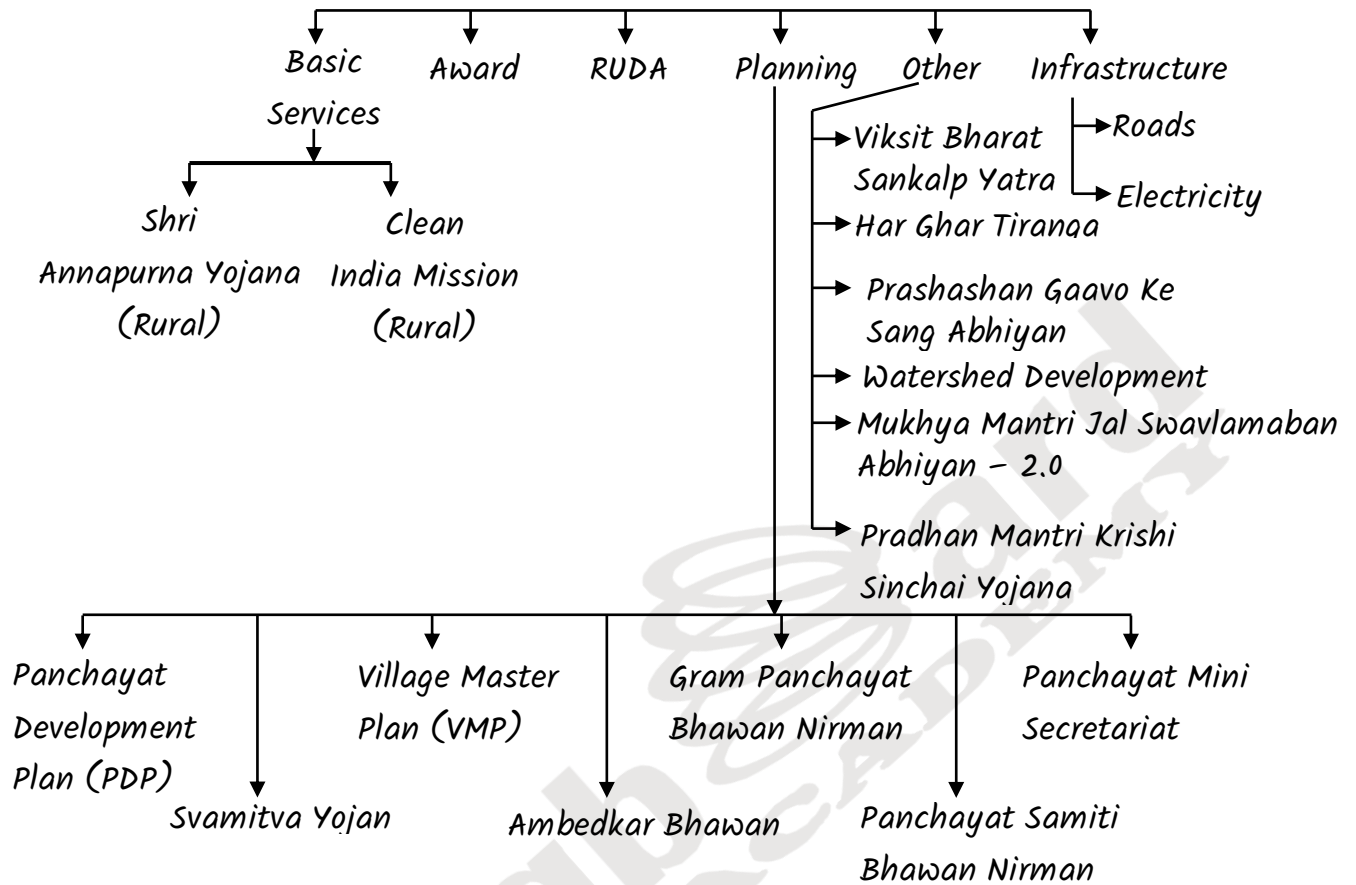 Basic
Services
Award
RUDA
Planning
Other
Infrastructure
Shri
Annapurna Yojana
(Rural)
Clean
India Mission
(Rural)
Viksit Bharat
Sankalp Yatra
Har Ghar Tiranga
Prashashan Gaavo Ke
Sang Abhiyan
Watershed Development
Mukhya Mantri Jal Swavlamaban
Abhiyan – 2.0
Pradhan Mantri Krishi
Sinchai Yojana
Roads
Electricity
Panchayat
Development
Plan (PDP)
Svamitva Yojan
Village Master
Plan (VMP)
Ambedkar Bhawan
Gram Panchayat
Bhawan Nirman
Panchayat Samiti
Bhawan Nirman
Panchayat Mini
Secretariat